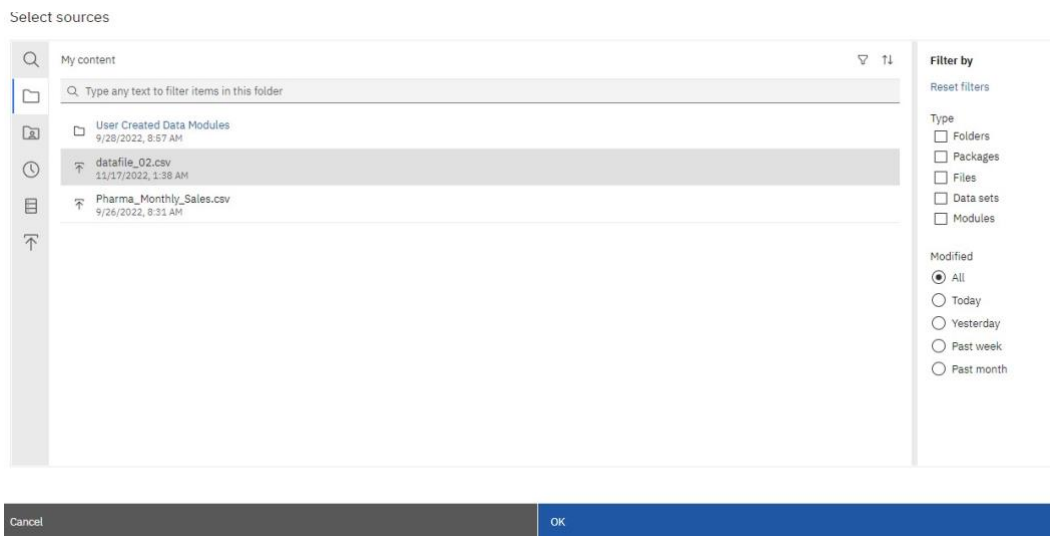 Select sources
My content
Type any text to filter items in this folder
User Created Data Modules
9/28/2022, 8:57 AM
datafile_02.csv
11/17/2022, 1:38 AM
Pharma_Monthly_Sales.csv
9/26/2022, 8:31 AM
Filter by
Reset filters
Type
Folders
Packages
Files
Data sets
Modules
Modified
All
Today
Yesterday
Past week
Past month
Cancel
OK